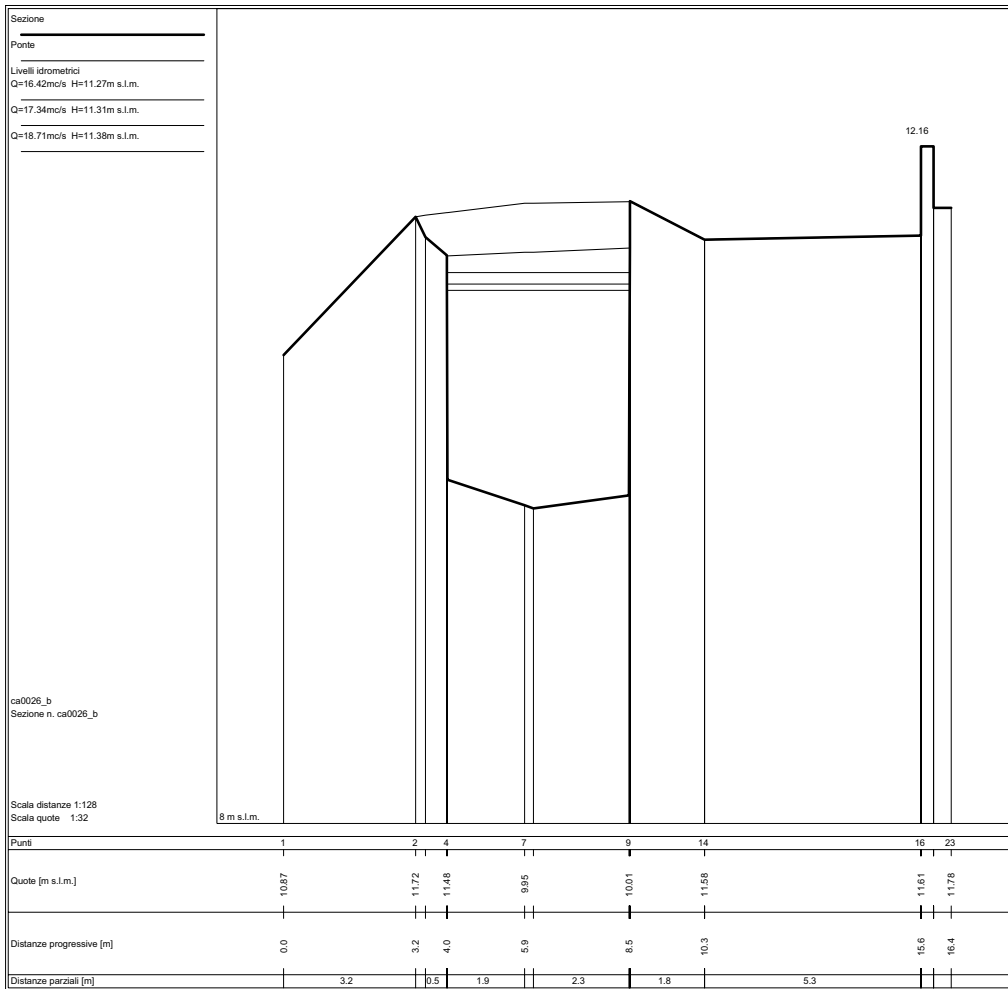 Sezione
Ponte
Livelli idrometrici
Q=16.42mc/s H=11.27m s.l.m.
Q=17.34mc/s H=11.31m s.l.m.
Q=18.71mc/s H=11.38m s.l.m.
12.16
ca0026_b
Sezione n. ca0026_b
Scala distanze 1:128
Scala quote 1:32
8 m s.l.m.
Punti 1 2 4 7 9 14 16 23
Quote [m s.l.m.] 10.87 11.72 11.48 9.95 10.01 11.58 11.61 11.78
Distanze progressive [m] 0.0 3.2 4.0 5.9 8.5 10.3 15.6 16.4
Distanze parziali [m] 3.2 0.5 1.9 2.3 1.8 5.3